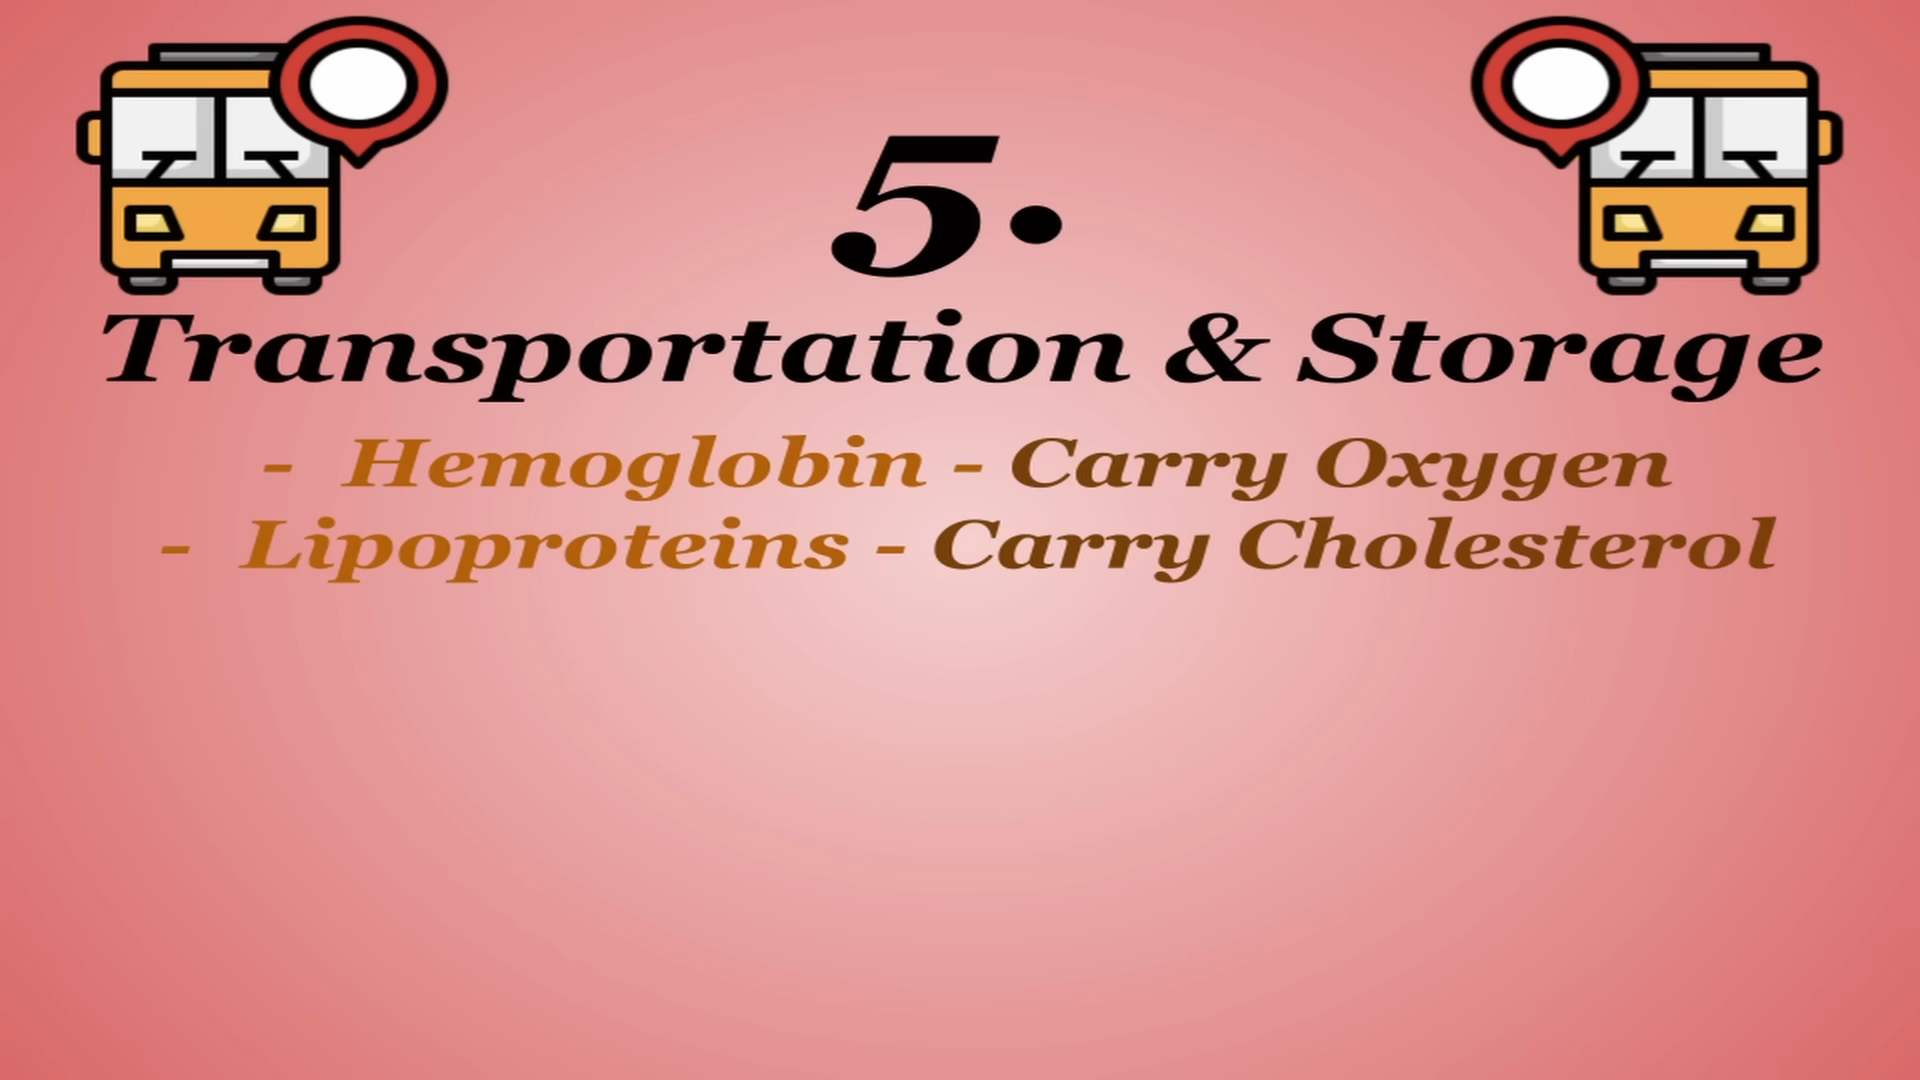 5.
Transportation & Storage
- Hemoglobin - Carry Oxygen
- Lipoproteins - Carry Cholesterol